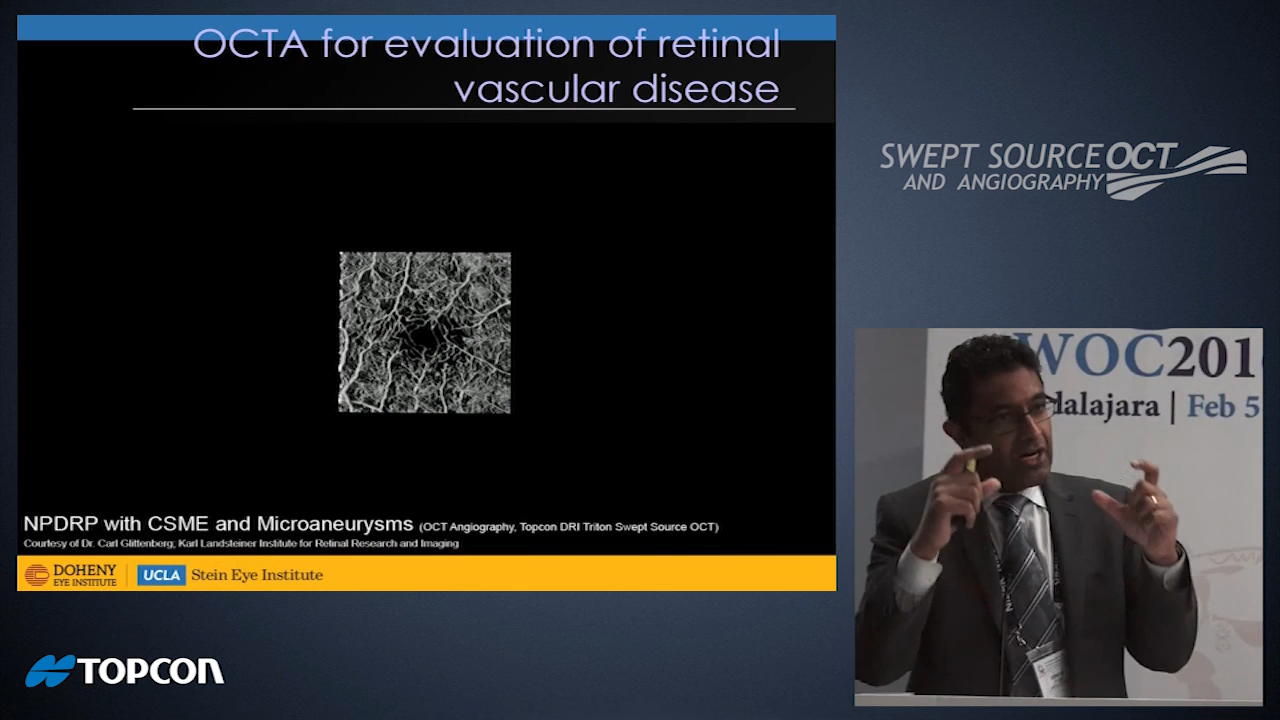 OCTA for evaluation of retinal
vascular disease
NPDRP with CSME and Microaneurysms (OCT Angiography, Topcon DRI Triton Swept Source OCT)
Courtesy of Dr. Carl Glittenberg; Karl Landsteiner Institute for Retinal Research and Imaging
DOHENY
EYE INSTITUTE
UCLA Stein Eye Institute
TOPCON
SWEPT SOURCE OCT
AND ANGIOGRAPHY
WOC201
dalajara | Feb 5